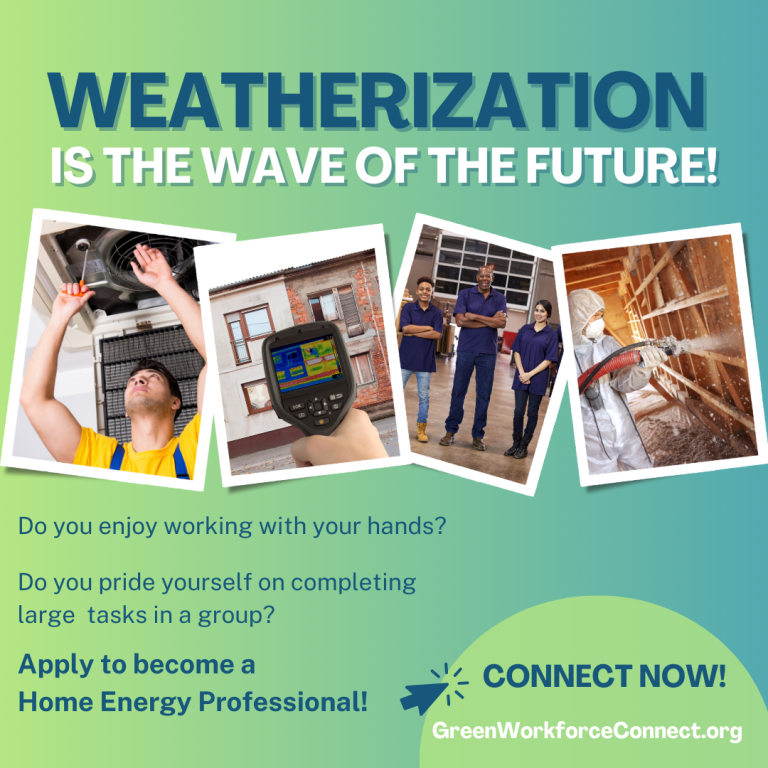 WEATHERIZATION
IS THE WAVE OF THE FUTURE!
Do you enjoy working with your hands?
Do you pride yourself on completing
large  tasks in a group?
Apply to become a
Home Energy Professional!
CONNECT NOW!
GreenWorkforceConnect.org